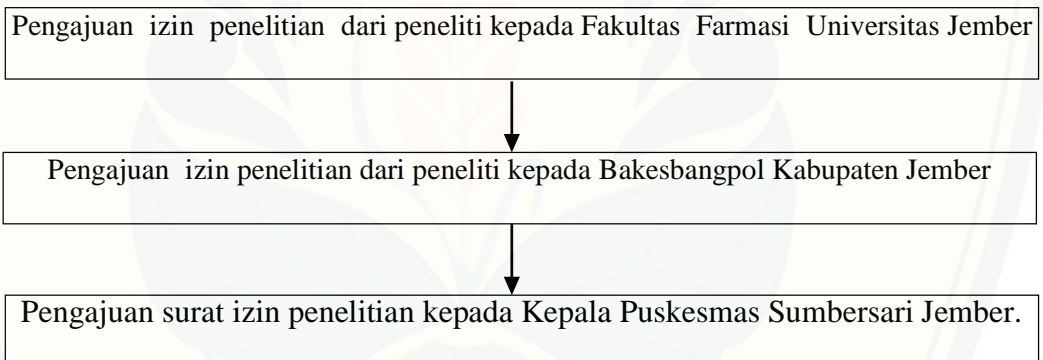 Pengajuan izin penelitian dari peneliti kepada Fakultas Farmasi Universitas Jember
Pengajuan izin penelitian dari peneliti kepada Bakesbangpol Kabupaten Jember
Pengajuan surat izin penelitian kepada Kepala Puskesmas Sumbersari Jember.